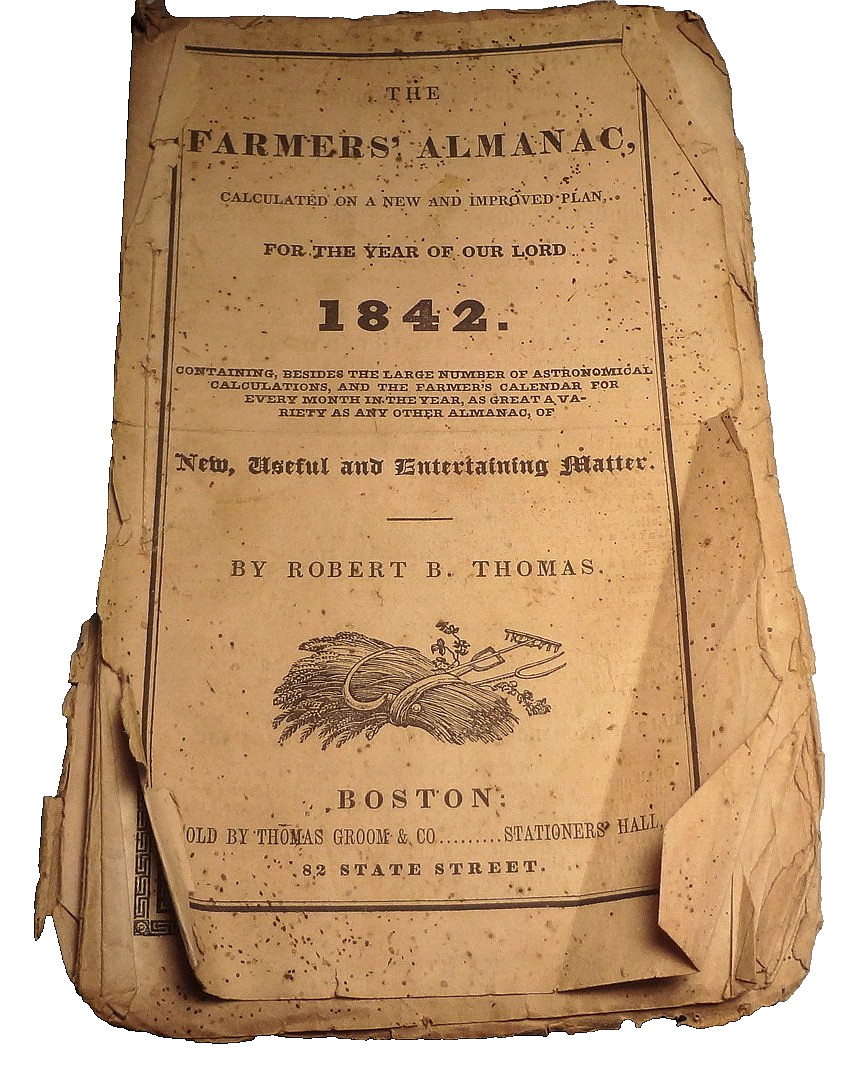 THE
FARMERS' ALMANAC,
CALCULATED ON A NEW AND IMPROVED PLAN,
FOR THE YEAR OF OUR LORD
1842.
CONTAINING, BESIDES THE LARGE NUMBER OF ASTRONOMICAL
CALCULATIONS, AND THE FARMER'S CALENDAR FOR
EVERY MONTH IN THE YEAR, AS GREAT A VA-
RIETY AS ANY OTHER ALMANAC, OF
New, Useful and Entertaining Matter.
BY ROBERT B. THOMAS.
BOSTON:
OLD BY THOMAS GROOM & CO.........STATIONERS' HALL,
82 STATE STREET.